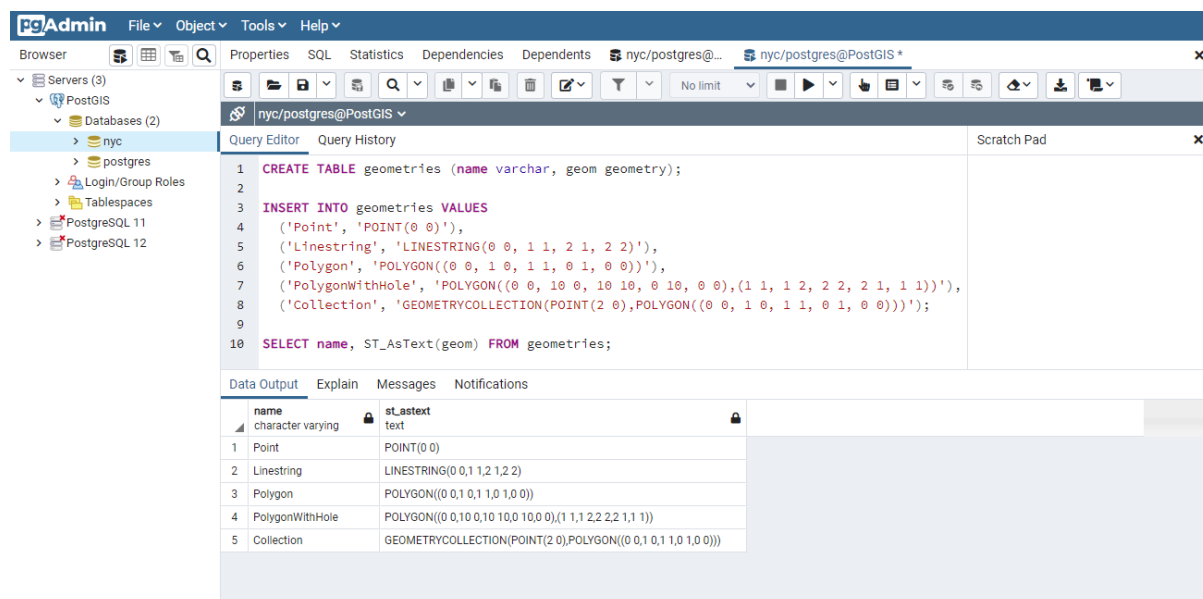 pgAdmin File Object Tools Help
Browser
Properties SQL Statistics Dependencies Dependents nyc/postgres@... nyc/postgres@PostGIS *
Servers (3)
PostGIS
Databases (2)
nyc
postgres
Login/Group Roles
Tablespaces
PostgreSQL 11
PostgreSQL 12
No limit
nyc/postgres@PostGIS
Query Editor Query History
Scratch Pad
1 CREATE TABLE geometries (name varchar, geom geometry);
2
3 INSERT INTO geometries VALUES
4 ('Point', 'POINT(0 0)'),
5 ('Linestring', 'LINESTRING(0 0, 1 1, 2 1, 2 2)'),
6 ('Polygon', 'POLYGON((0 0, 1 0, 1 1, 0 1, 0 0))'),
7 ('PolygonWithHole', 'POLYGON((0 0, 10 0, 10 10, 0 10, 0 0),(1 1, 1 2, 2 2, 2 1, 1 1))'),
8 ('Collection', 'GEOMETRYCOLLECTION(POINT(2 0),POLYGON((0 0, 1 0, 1 1, 0 1, 0 0)))');
9
10 SELECT name, ST_AsText(geom) FROM geometries;
Data Output Explain Messages Notifications
name st_astext
character varying text
1 Point POINT(0 0)
2 Linestring LINESTRING(0 0,1 1,2 1,2 2)
3 Polygon POLYGON((0 0,1 0,1 1,0 1,0 0))
4 PolygonWithHole POLYGON((0 0,10 0,10 10,0 10,0 0),(1 1,1 2,2 2,2 1,1 1))
5 Collection GEOMETRYCOLLECTION(POINT(2 0),POLYGON((0 0,1 0,1 1,0 1,0 0)))